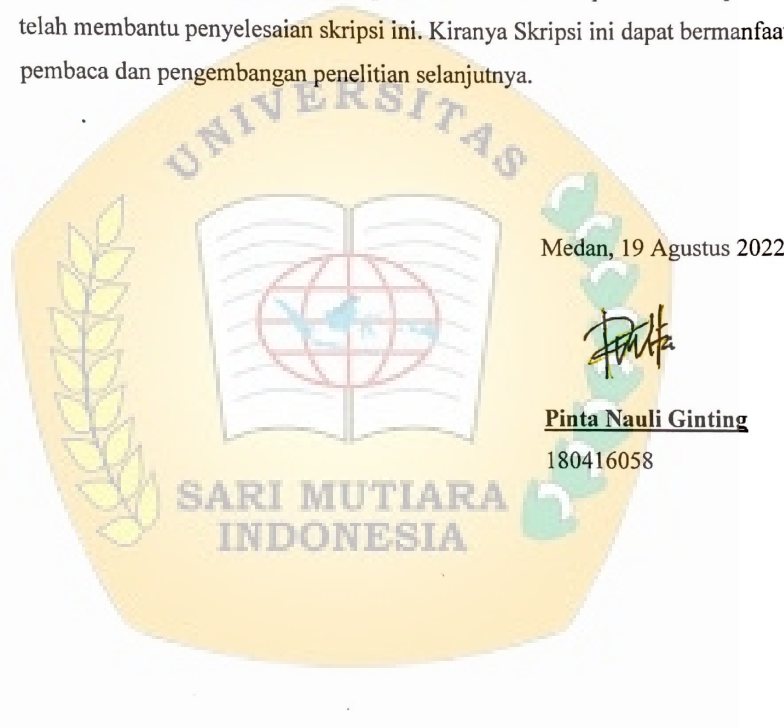 telah membantu penyelesaian skripsi ini. Kiranya Skripsi ini dapat bermanfaat
pembaca dan pengembangan penelitian selanjutnya.
UNIVERSITAS
Medan, 19 Agustus 2022
Pinta Nauli Ginting
180416058
SARI MUTIARA
INDONESIA